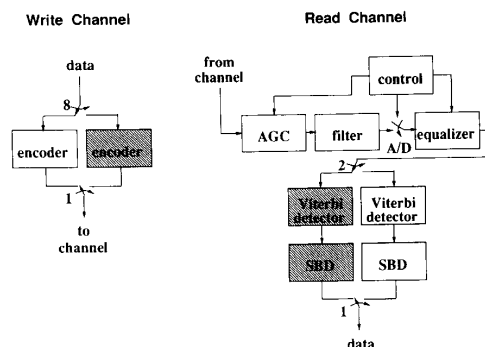 Write Channel
data
8
encoder
encoder
1
to
channel
Read Channel
from
channel
control
AGC
filter
A/D
equalizer
2
Viterbi
detector
Viterbi
detector
SBD
SBD
1
data